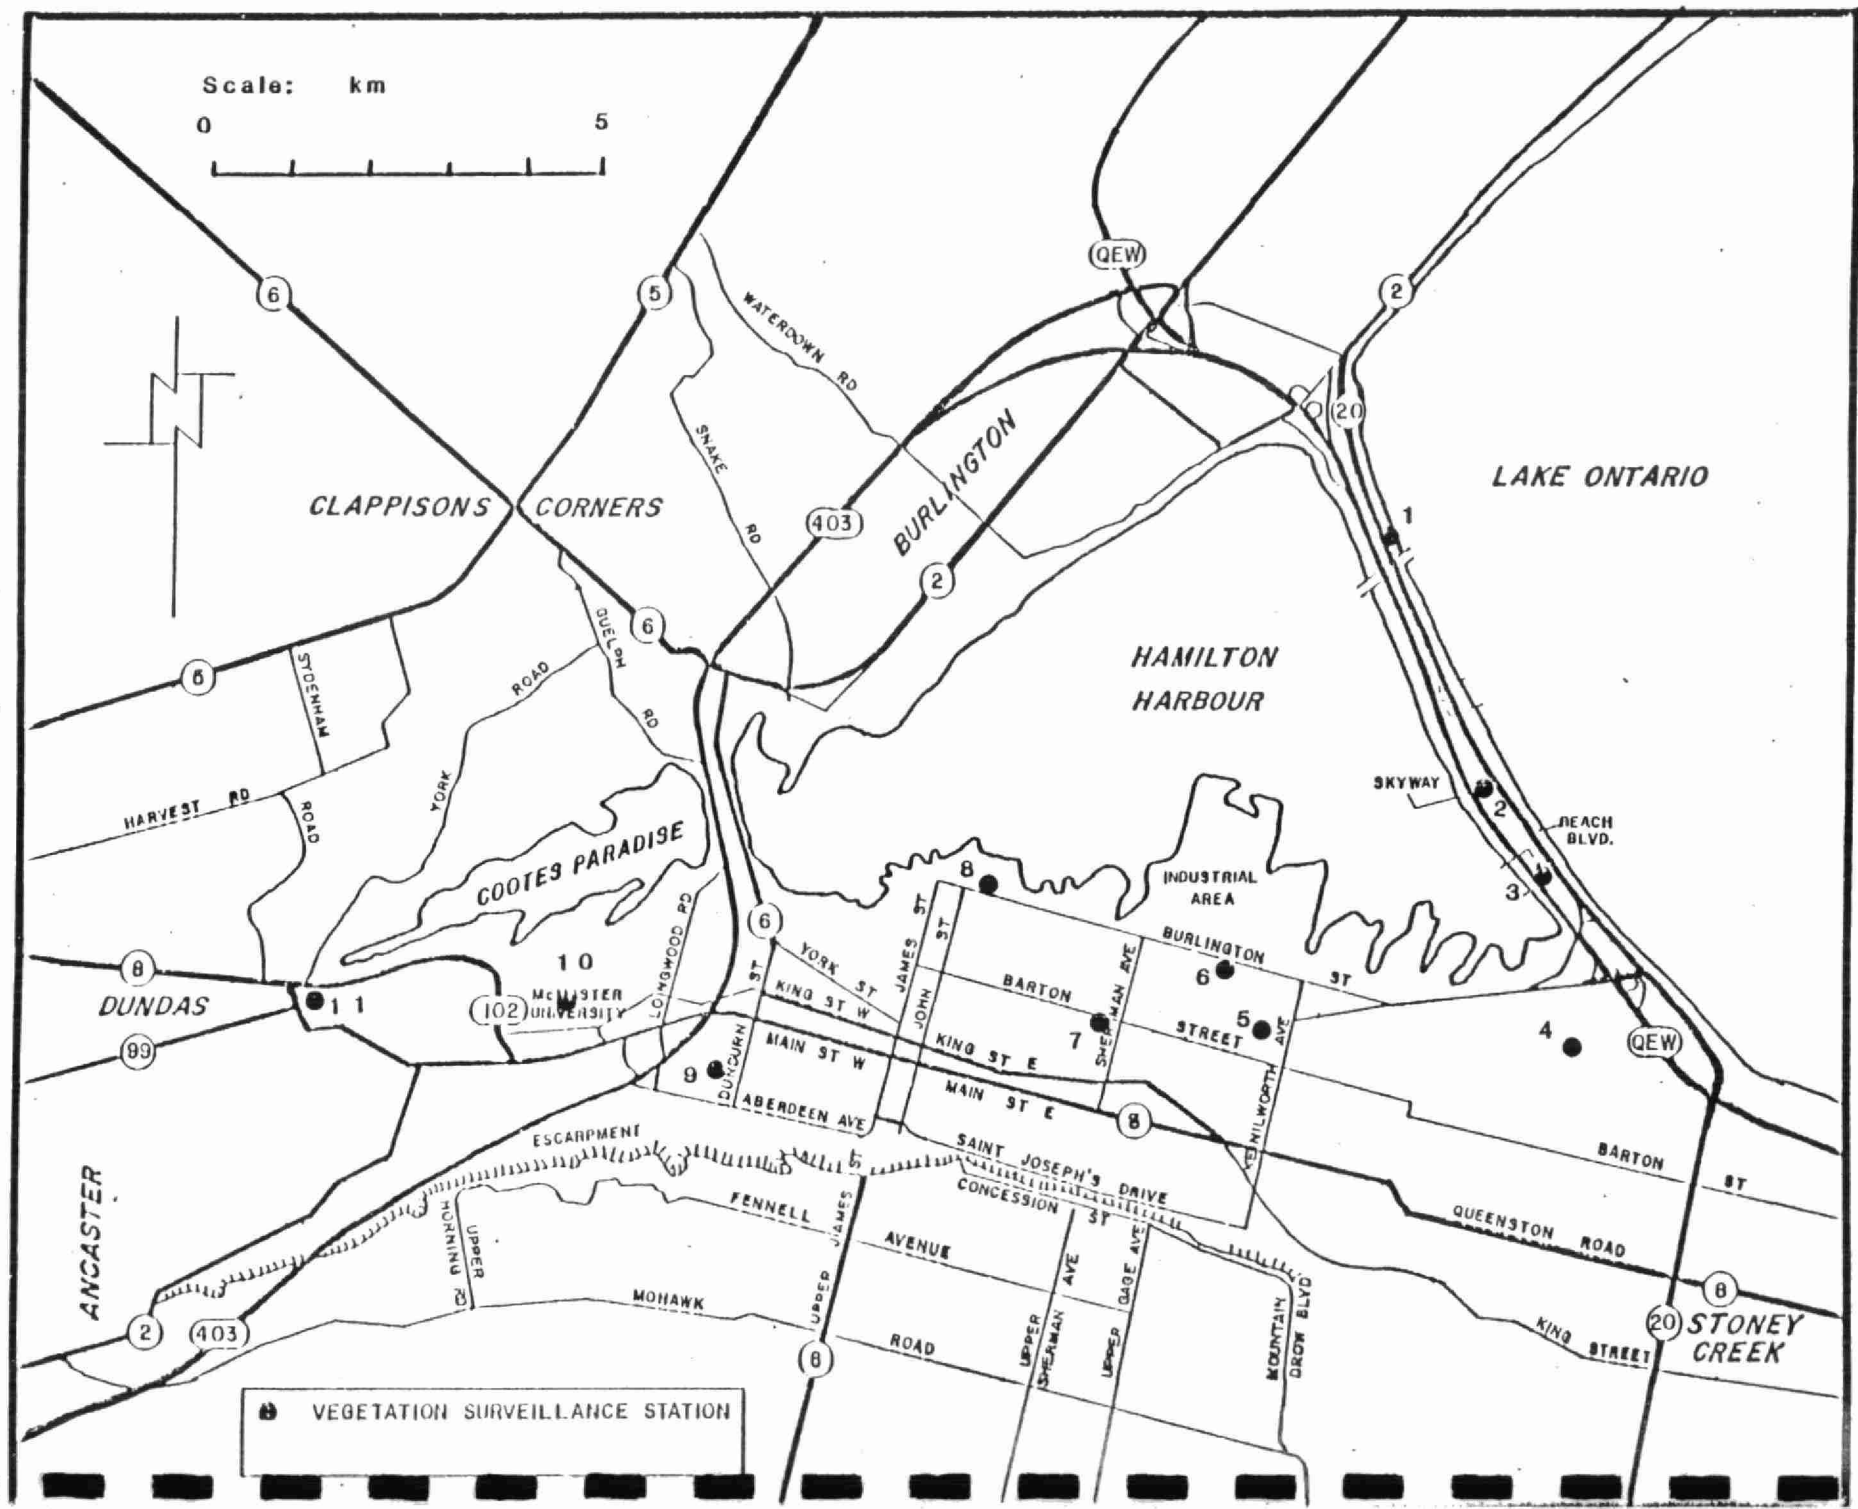 Scale: km
0 5
QEW
6
5
2
WATERDOWN RD
20
SNAKE RD
LAKE ONTARIO
CLAPPISONS CORNERS
403
BURLINGTON
1
2
6
GUELPH RD
HAMILTON
HARBOUR
SYDENHAM ROAD
YORK ROAD
HARVEST RD
SKYWAY
2
BEACH
BLVD.
COOTES PARADISE
8
INDUSTRIAL
AREA
3
LONGWOOD RD
6
JAMES ST
JOHN ST
BURLINGTON ST
8
DUNDAS
10
102
McMASTER
UNIVERSITY
11
YORK ST
KING ST W
BARTON STREET
SHERMAN AVE
6
5
7
4
QEW
99
9
DUNDURN ST
MAIN ST W
KING ST E
MAIN ST E
8
KENILWORTH AVE
ABERDEEN AVE
ESCARPMENT
SAINT JOSEPH'S DRIVE
CONCESSION ST
BARTON ST
ANCASTER
FENNELL AVENUE
QUEENSTON ROAD
8
UPPER
HORNING RD
UPPER JAMES ST
UPPER
SHERMAN AVE
UPPER GAGE AVE
MOUNTAIN
BROW BLVD
MOHAWK ROAD
2
403
20
STONEY
CREEK
KING STREET
VEGETATION SURVEILLANCE STATION